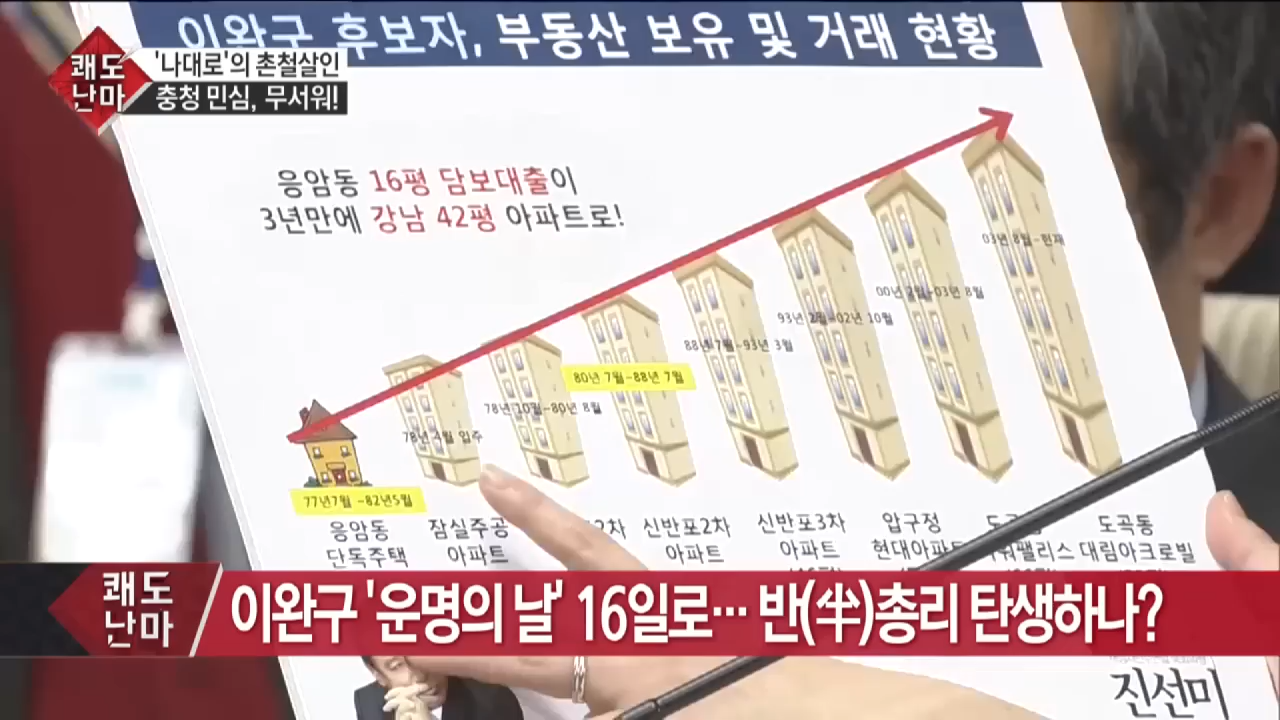 이완구 후보자, 부동산 보유 및 거래 현황
쾌도
난마
'나대로'의 촌철살인
충청 민심, 무서워!
응암동 16평 담보대출이
3년만에 강남 42평 아파트로!
03년 8월~현재
00년 2월~03년 8월
93년 2월~02년 10월
88년 7월~93년 3월
80년 7월~88년 7월
78년 10월~80년 8월
78년 4월 입주
77년7월 ~82년5월
응암동
단독주택
잠실주공
아파트
2차
신반포2차
아파트
신반포3차
아파트
압구정
현대아파트
팰리스
도곡동
대림아크로빌
쾌도
난마
이완구 '운명의 날' 16일로… 반(半)총리 탄생하나?
진선미